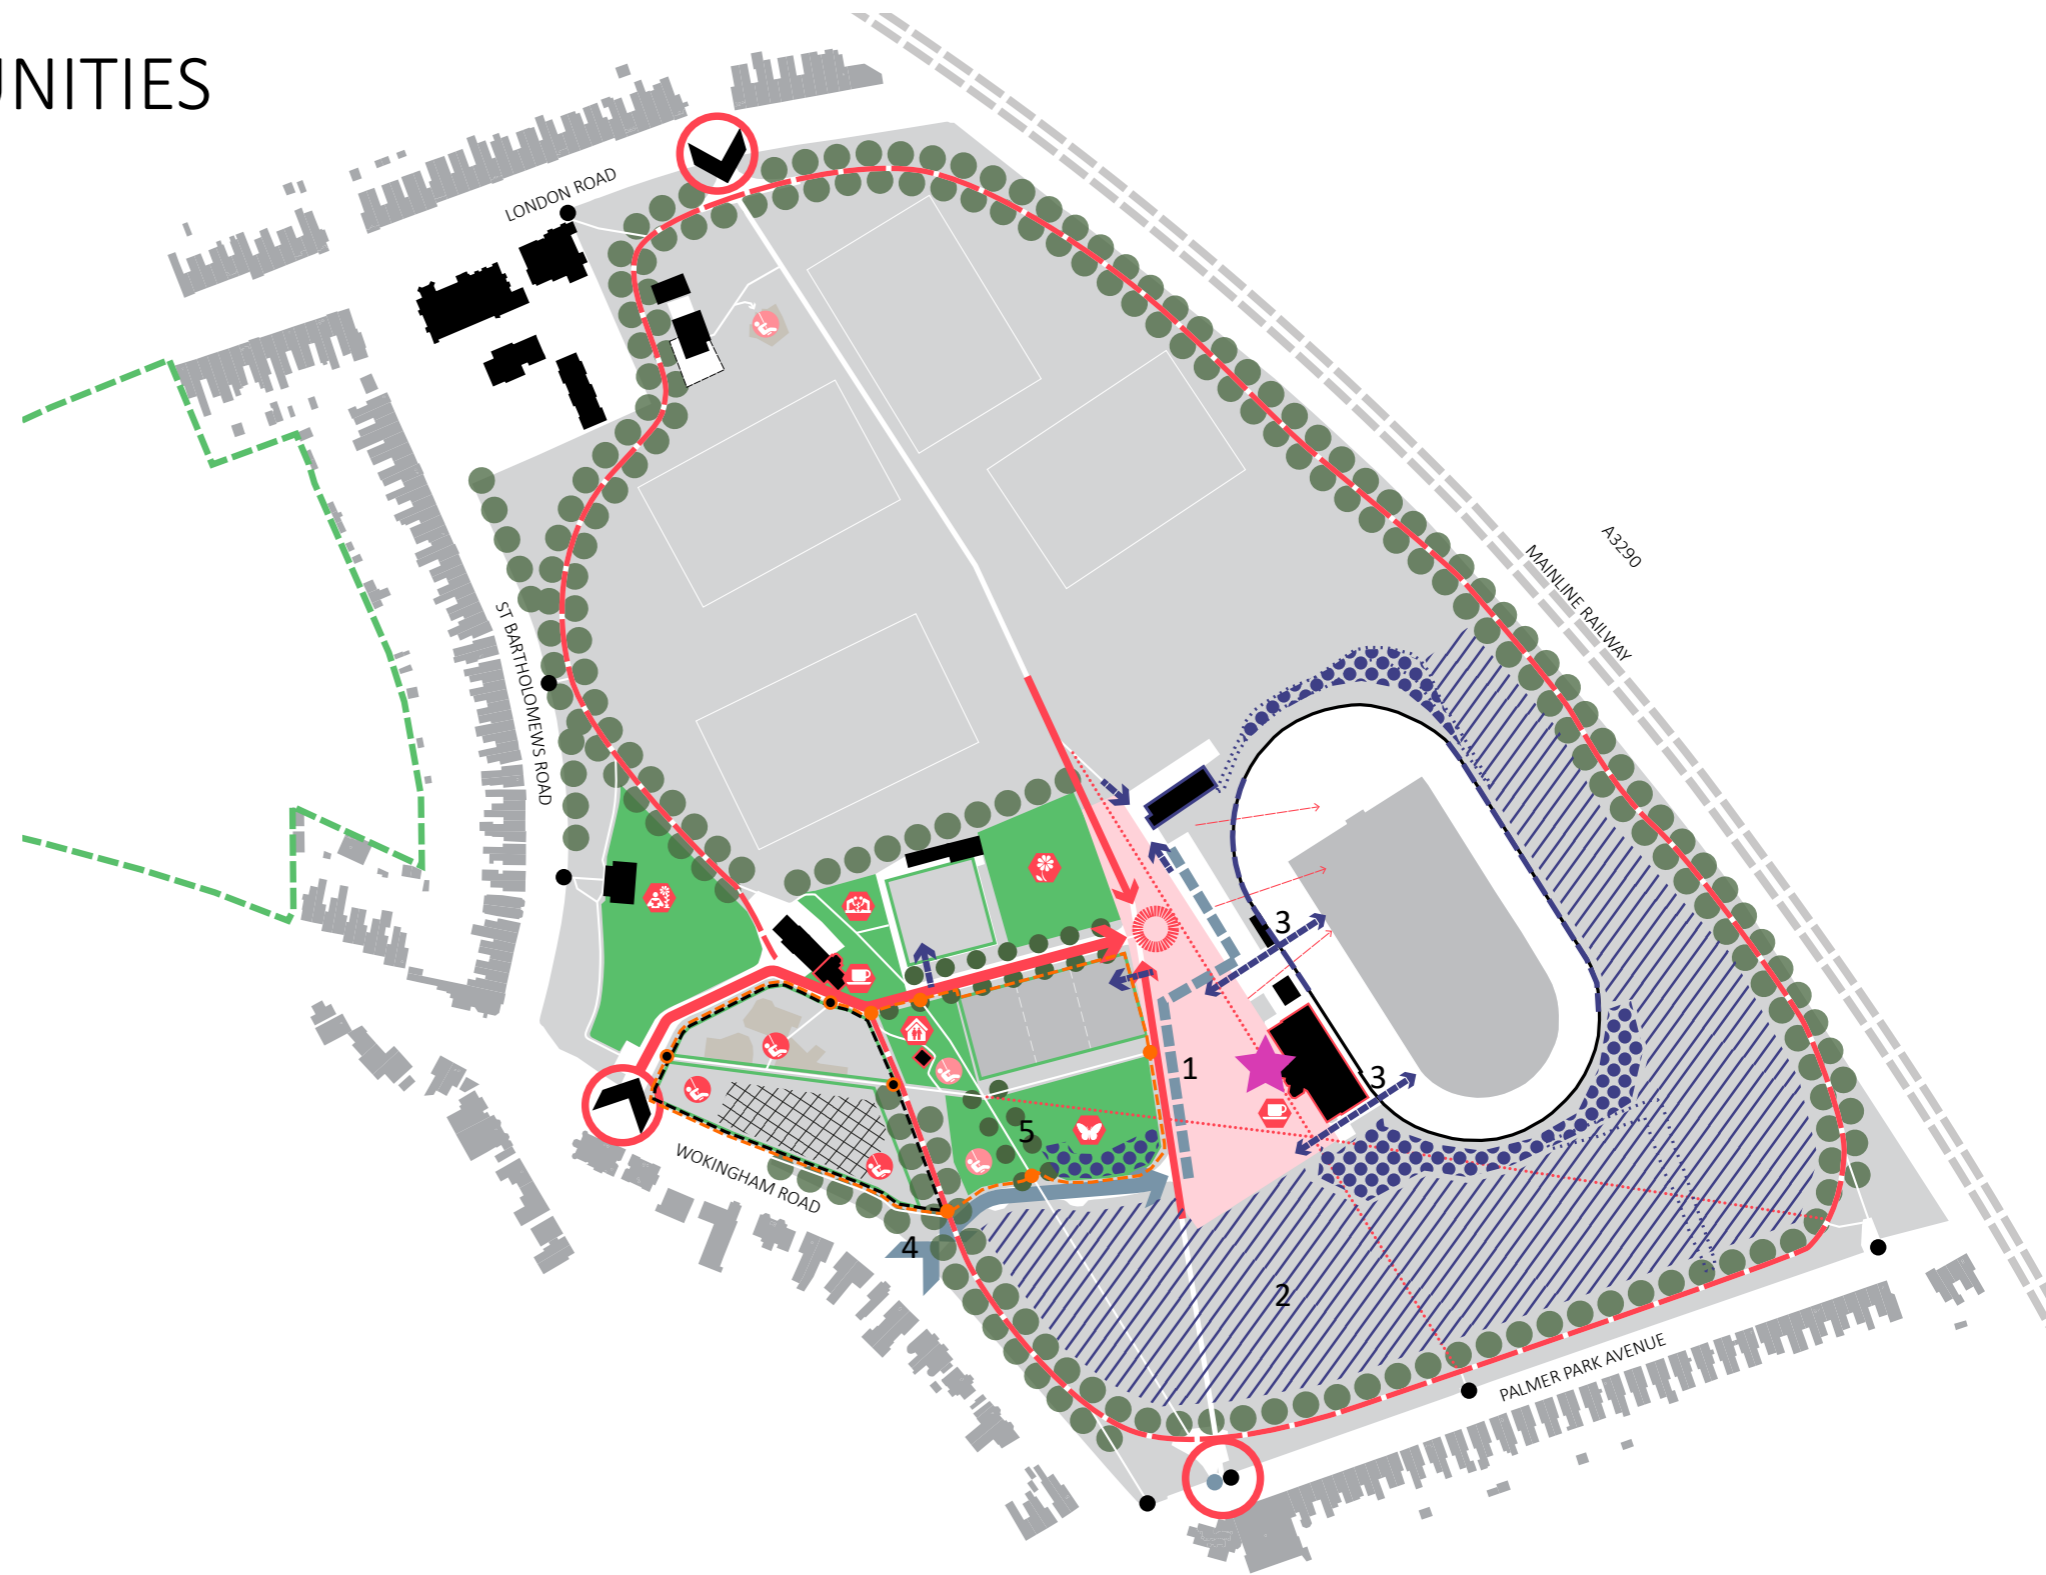 UNITIES
LONDON ROAD
A3290
MAINLINE RAILWAY
ST BARTHOLOMEWS ROAD
3
1
3
5
WOKINGHAM ROAD
4
2
PALMER PARK AVENUE